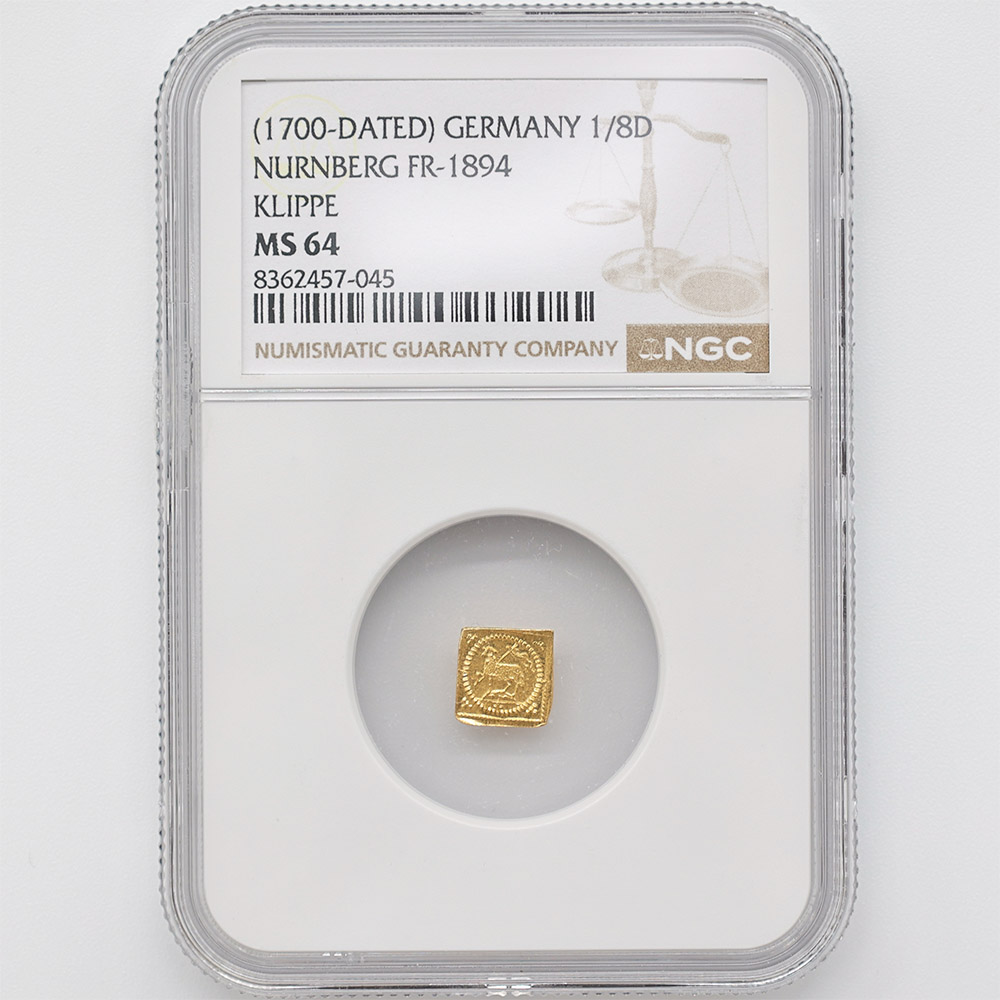 (1700-DATED) GERMANY 1/8D
NURNBERG FR-1894
KLIPPE
MS 64
8362457-045
NUMISMATIC GUARANTY COMPANY NGC